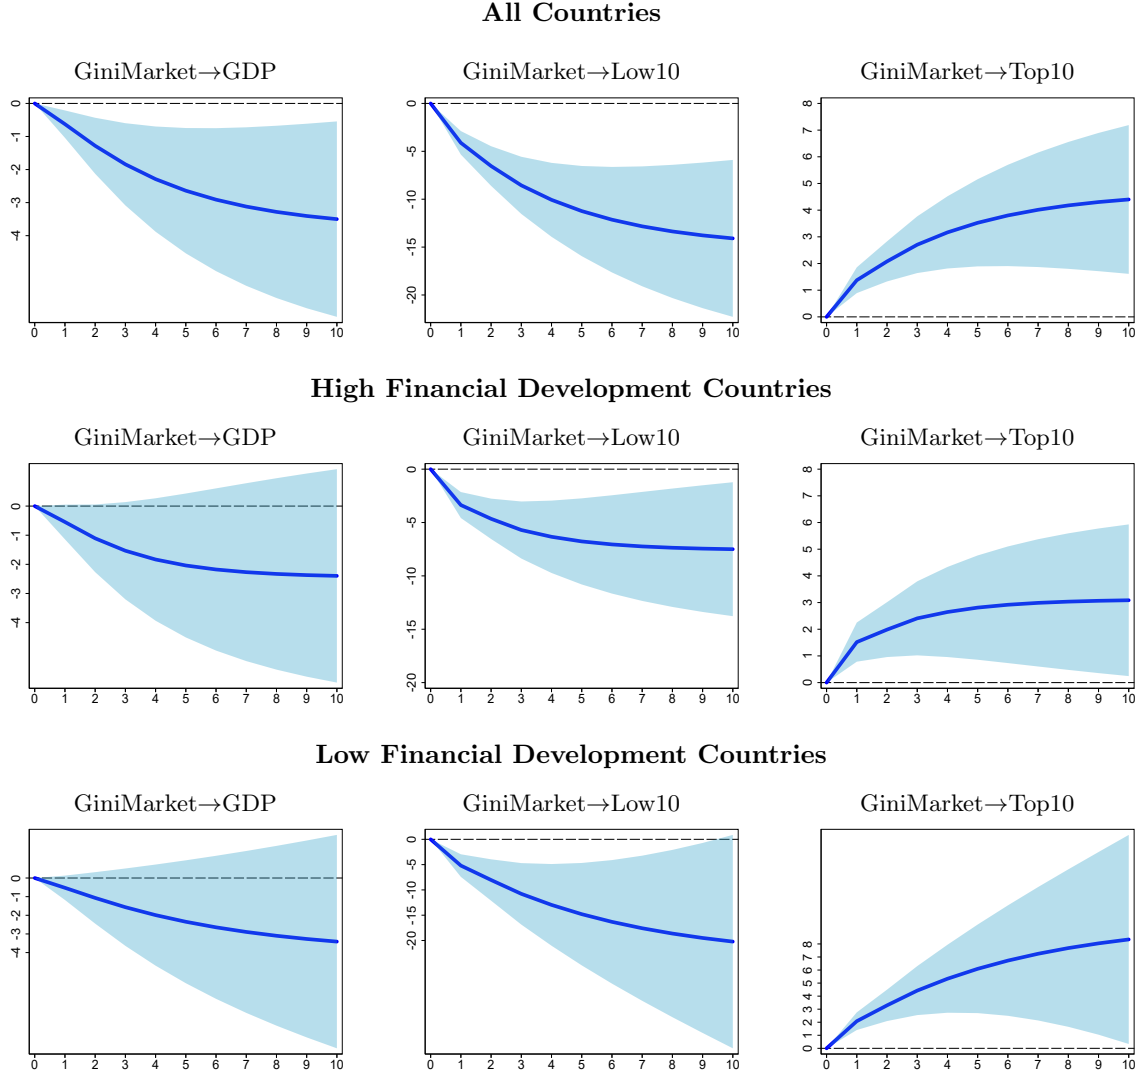 All Countries
GiniMarket→GDP GiniMarket→Low10 GiniMarket→Top10
0 -1 -2 -3 -4
0 1 2 3 4 5 6 7 8 9 10
0 -5 -10 -15 -20
0 1 2 3 4 5 6 7 8 9 10
8 7 6 5 4 3 2 1 0
0 1 2 3 4 5 6 7 8 9 10
High Financial Development Countries
GiniMarket→GDP GiniMarket→Low10 GiniMarket→Top10
0 -1 -2 -3 -4
0 1 2 3 4 5 6 7 8 9 10
0 -5 -10 -15 -20
0 1 2 3 4 5 6 7 8 9 10
8 7 6 5 4 3 2 1 0
0 1 2 3 4 5 6 7 8 9 10
Low Financial Development Countries
GiniMarket→GDP GiniMarket→Low10 GiniMarket→Top10
0 -1 -2 -3 -4
0 1 2 3 4 5 6 7 8 9 10
0 -5 -10 -15 -20
0 1 2 3 4 5 6 7 8 9 10
8 7 6 5 4 3 2 1 0
0 1 2 3 4 5 6 7 8 9 10